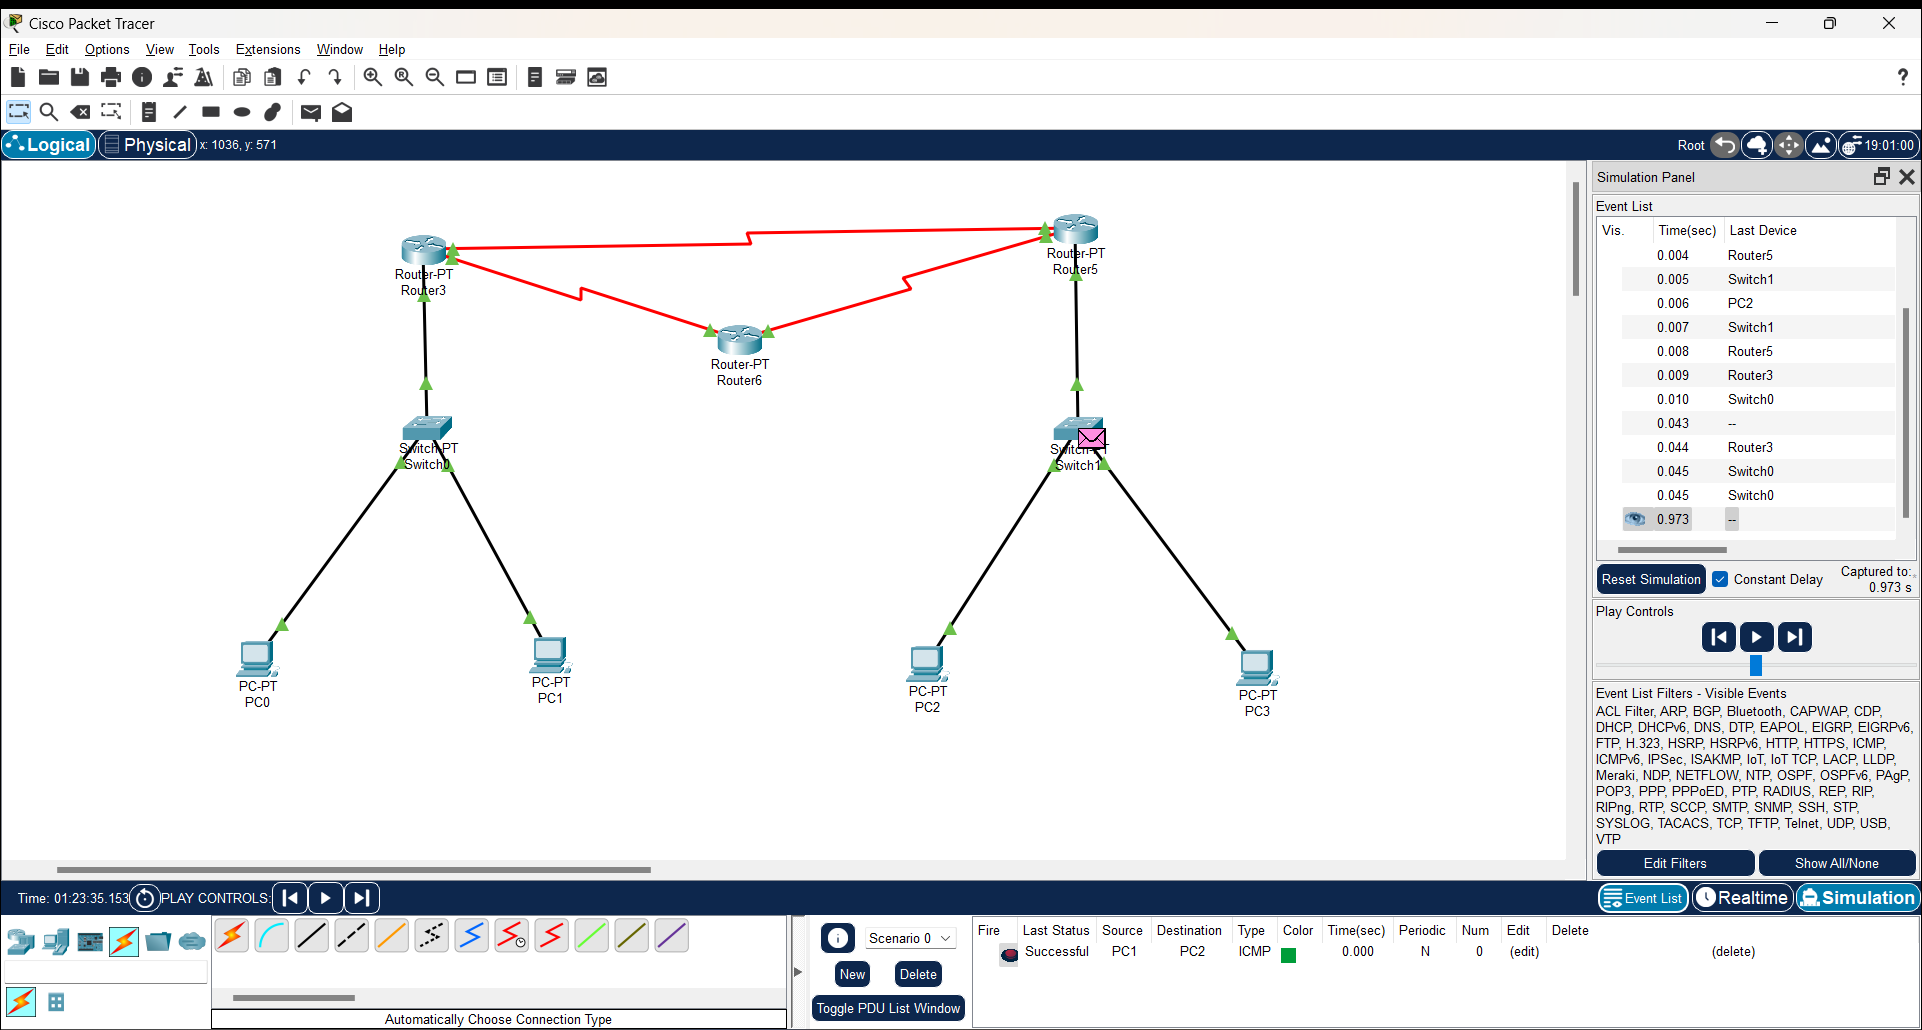 Cisco Packet Tracer
File Edit Options View Tools Extensions Window Help
Logical Physical x: 1036, y: 571 Root 19:01:00
Simulation Panel
Event List
Vis. Time(sec) Last Device
0.004 Router5
0.005 Switch1
0.006 PC2
0.007 Switch1
0.008 Router5
0.009 Router3
0.010 Switch0
0.043 --
0.044 Router3
0.045 Switch0
0.045 Switch0
0.973 --
Reset Simulation Constant Delay Captured to:
0.973 s
Play Controls
Event List Filters - Visible Events
ACL Filter, ARP, BGP, Bluetooth, CAPWAP, CDP,
DHCP, DHCPv6, DNS, DTP, EAPOL, EIGRP, EIGRPv6,
FTP, H.323, HSRP, HSRPv6, HTTP, HTTPS, ICMP,
ICMPv6, IPSec, ISAKMP, IoT, IoT TCP, LACP, LLDP,
Meraki, NDP, NETFLOW, NTP, OSPF, OSPFv6, PAgP,
POP3, PPP, PPPoED, PTP, RADIUS, REP, RIP,
RIPng, RTP, SCCP, SMTP, SNMP, SSH, STP,
SYSLOG, TACACS, TCP, TFTP, Telnet, UDP, USB,
VTP
Edit Filters Show All/None
Router-PT
Router3
Router-PT
Router5
Router-PT
Router6
Switch-PT
Switch0
Switch-PT
Switch1
PC-PT
PC0
PC-PT
PC1
PC-PT
PC2
PC-PT
PC3
Time: 01:23:35.153 PLAY CONTROLS:
Event List Realtime Simulation
Automatically Choose Connection Type
Scenario 0
New Delete
Toggle PDU List Window
Fire Last Status Source Destination Type Color Time(sec) Periodic Num Edit Delete
Successful PC1 PC2 ICMP 0.000 N 0 (edit) (delete)